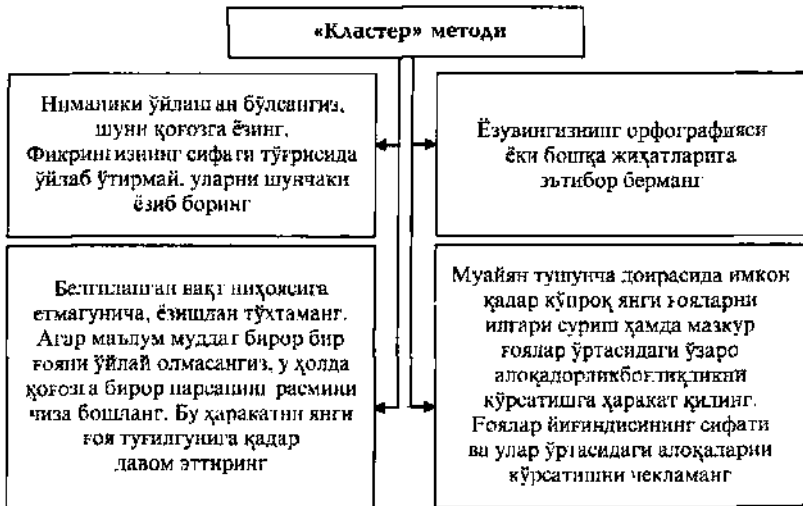 «Кластер» методи
Нимаики ўйлаган бўлсангиз,
шуни қоғозга ёзинг.
Фикрингизнинг сифати тўғрисида
ўйлаб ўтирмай, уларни шунчаки
ёзиб боринг
Ёзувингизнинг орфографияси
ёки бошқа жиҳатларига
эътибор берманг
Белгиланган вақт ниҳоясига
етмагунича, ёзишдан тўхтаманг.
Агар маълум муддат бирор бир
ғояни ўйлай олмасангиз, у ҳолда
қоғозга бирор нарсанинг расмини
чиза бошланг. Бу ҳаракатни янги
ғоя туғилгунига қадар
давом эттиринг
Муайян тушунча доирасида имкон
қадар кўпроқ янги ғояларни
илгари суриш ҳамда мазкур
ғоялар ўртасидаги ўзаро
алоқадорликбоғлиқликни
кўрсатишга ҳаракат қилинг.
Ғоялар йиғиндисининг сифати
ва улар ўртасидаги алоқаларни
кўрсатишни чекламанг